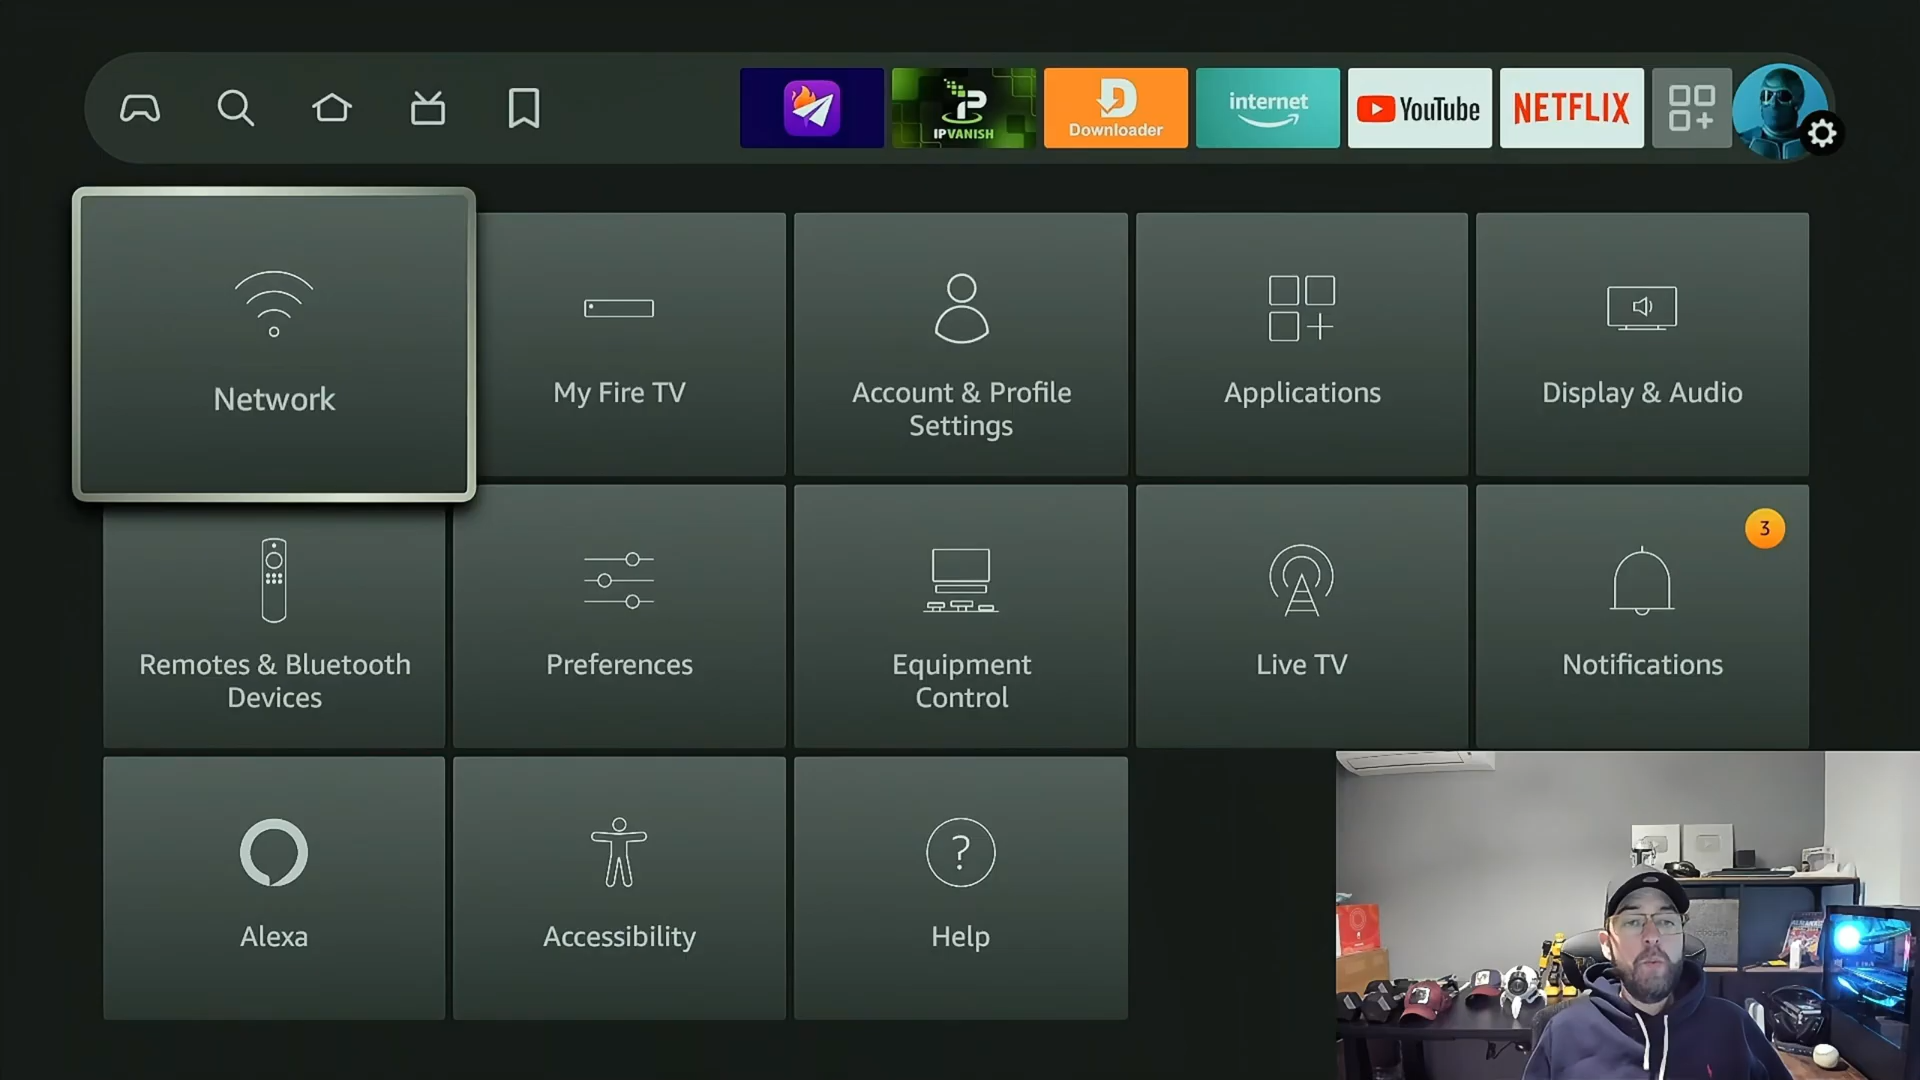 IPVANISH
Downloader
internet
YouTube
NETFLIX
Network
My Fire TV
Account & Profile
Settings
Applications
Display & Audio
Remotes & Bluetooth
Devices
Preferences
Equipment
Control
Live TV
3
Notifications
Alexa
Accessibility
?
Help